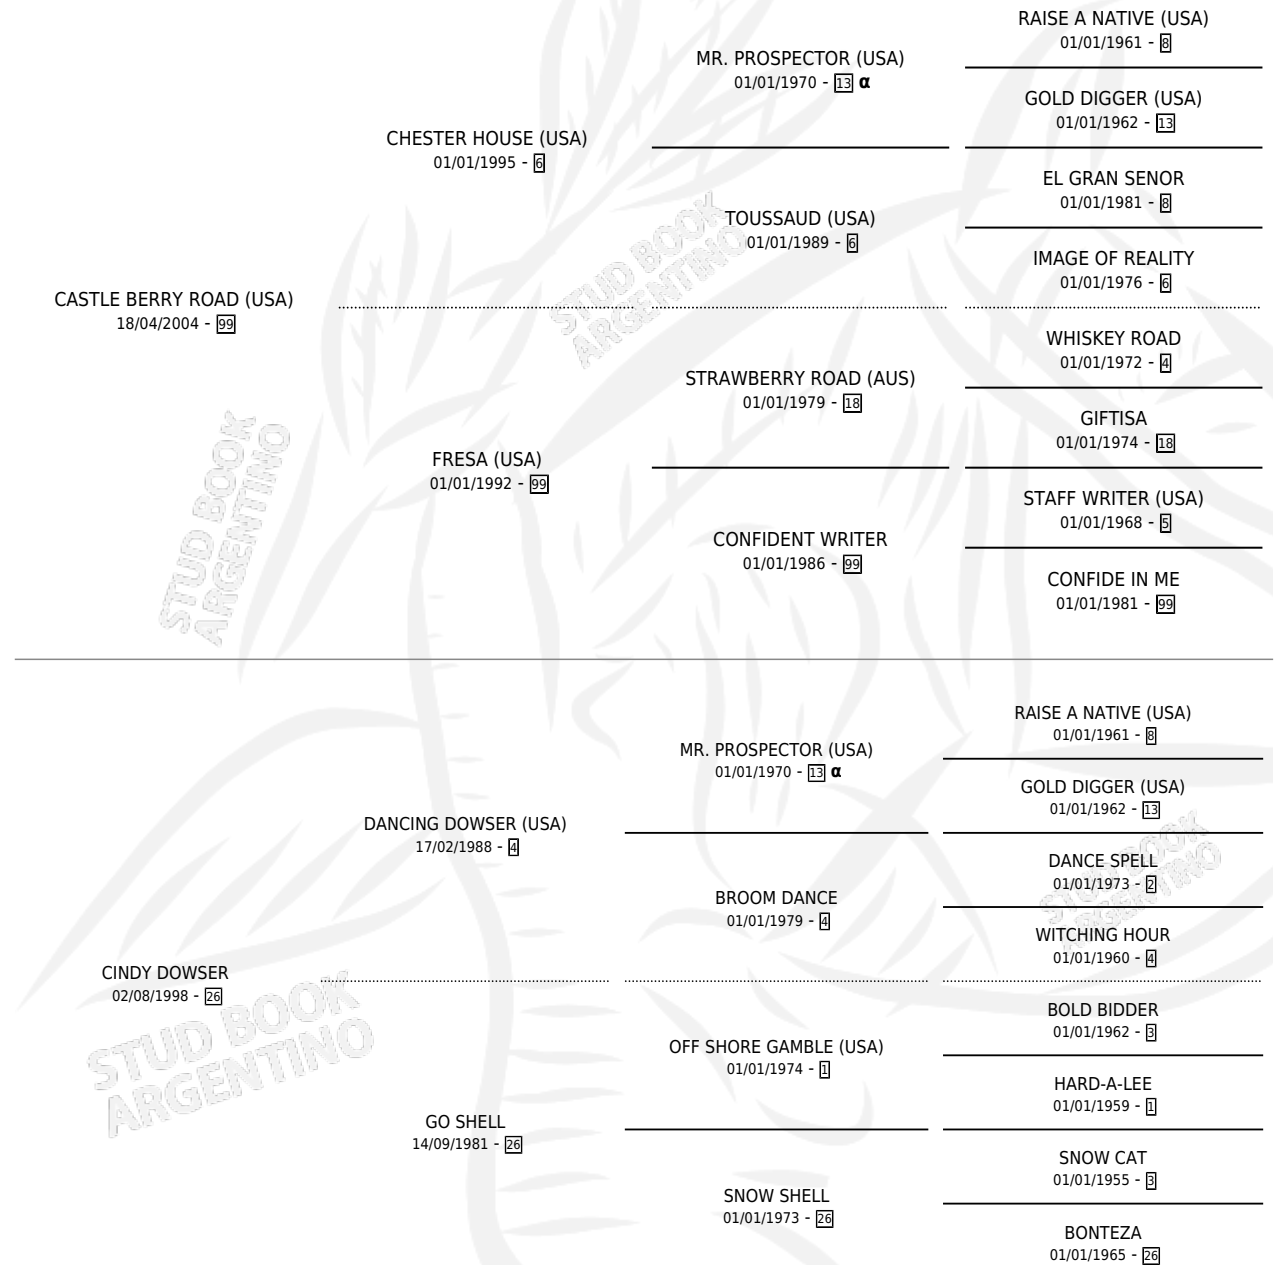 RAISE A NATIVE (USA)
01/01/1961 - 8
MR. PROSPECTOR (USA)
01/01/1970 - 13 α
GOLD DIGGER (USA)
01/01/1962 - 13
CHESTER HOUSE (USA)
01/01/1995 - 6
EL GRAN SENOR
01/01/1981 - 8
TOUSSAUD (USA)
01/01/1989 - 6
IMAGE OF REALITY
01/01/1976 - 6
STUD BOOK
ARGENTINO
CASTLE BERRY ROAD (USA)
18/04/2004 - 99
WHISKEY ROAD
01/01/1972 - 4
STRAWBERRY ROAD (AUS)
01/01/1979 - 18
GIFTISA
01/01/1974 - 18
FRESA (USA)
01/01/1992 - 99
STAFF WRITER (USA)
01/01/1968 - 5
CONFIDENT WRITER
01/01/1986 - 99
CONFIDE IN ME
01/01/1981 - 99
STUD BOOK
ARGENTINO
RAISE A NATIVE (USA)
01/01/1961 - 8
MR. PROSPECTOR (USA)
01/01/1970 - 13 α
GOLD DIGGER (USA)
01/01/1962 - 13
DANCING DOWSER (USA)
17/02/1988 - 4
DANCE SPELL
01/01/1973 - 2
BROOM DANCE
01/01/1979 - 4
WITCHING HOUR
01/01/1960 - 4
STUD BOOK
ARGENTINO
CINDY DOWSER
02/08/1998 - 26
BOLD BIDDER
01/01/1962 - 3
OFF SHORE GAMBLE (USA)
01/01/1974 - 1
HARD-A-LEE
01/01/1959 - 1
GO SHELL
14/09/1981 - 26
SNOW CAT
01/01/1955 - 3
SNOW SHELL
01/01/1973 - 26
BONTEZA
01/01/1965 - 26
STUD BOOK
ARGENTINO